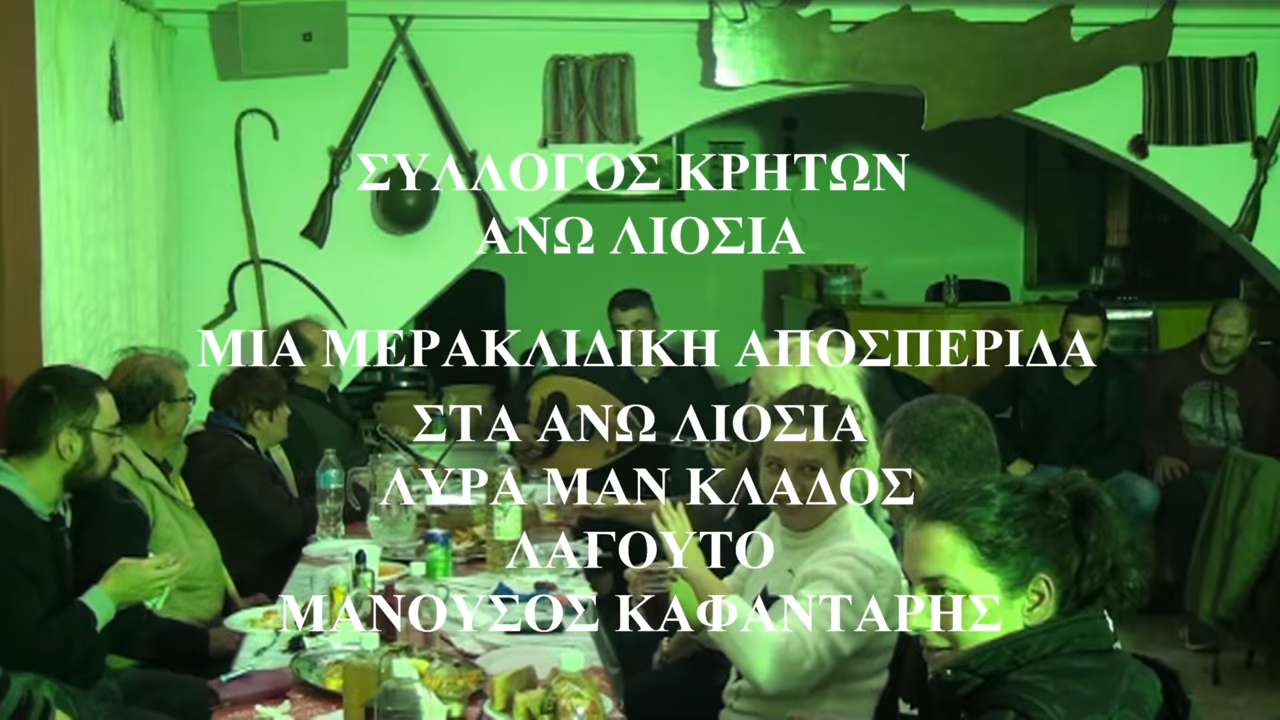 ΣΥΛΛΟΓΟΣ ΚΡΗΤΩΝ
ΑΝΩ ΛΙΟΣΙΑ
ΜΙΑ ΜΕΡΑΚΛΙΔΙΚΗ ΑΠΟΣΠΕΡΙΔΑ
ΣΤΑ ΑΝΩ ΛΙΟΣΙΑ
ΛΥΡΑ ΜΑΝ ΚΛΑΔΟΣ
ΛΑΓΟΥΤΟ
ΜΑΝΟΥΣΟΣ ΚΑΦΑΝΤΑΡΗΣ